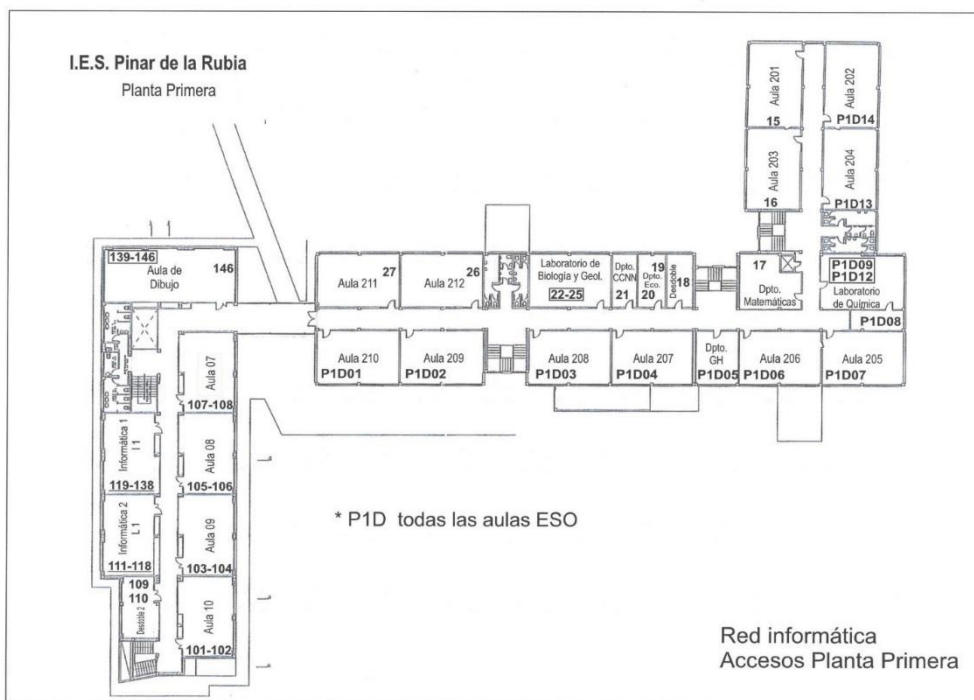 I.E.S. Pinar de la Rubia
Planta Primera
Aula 201
15
Aula 202
P1D14
Aula 203
16
Aula 204
P1D13
139-146
Aula de
Dibujo
146
Aula 211
27
Aula 212
26
Laboratorio de
Biología y Geol.
22-25
Dpto.
CCNN
21
19
Dpto.
Eco.
20
Desdoble
18
17
Dpto.
Matemáticas
P1D09
P1D12
Laboratorio
de Química
P1D08
Aula 210
P1D01
Aula 209
P1D02
Aula 208
P1D03
Aula 207
P1D04
Dpto.
GH
P1D05
Aula 206
P1D06
Aula 205
P1D07
Aula 07
107-108
Informática 1
I 1
119-138
Aula 08
105-106
Informática 2
L 1
111-118
Aula 09
103-104
109
110
Desdoble 2
Aula 10
101-102
* P1D todas las aulas ESO
Red informática
Accesos Planta Primera